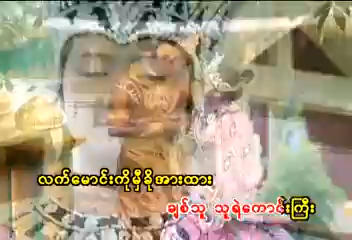 လက်မောင်းကိုမှီခိုအားထား
ချစ်သူ သူရဲကောင်းကြီး